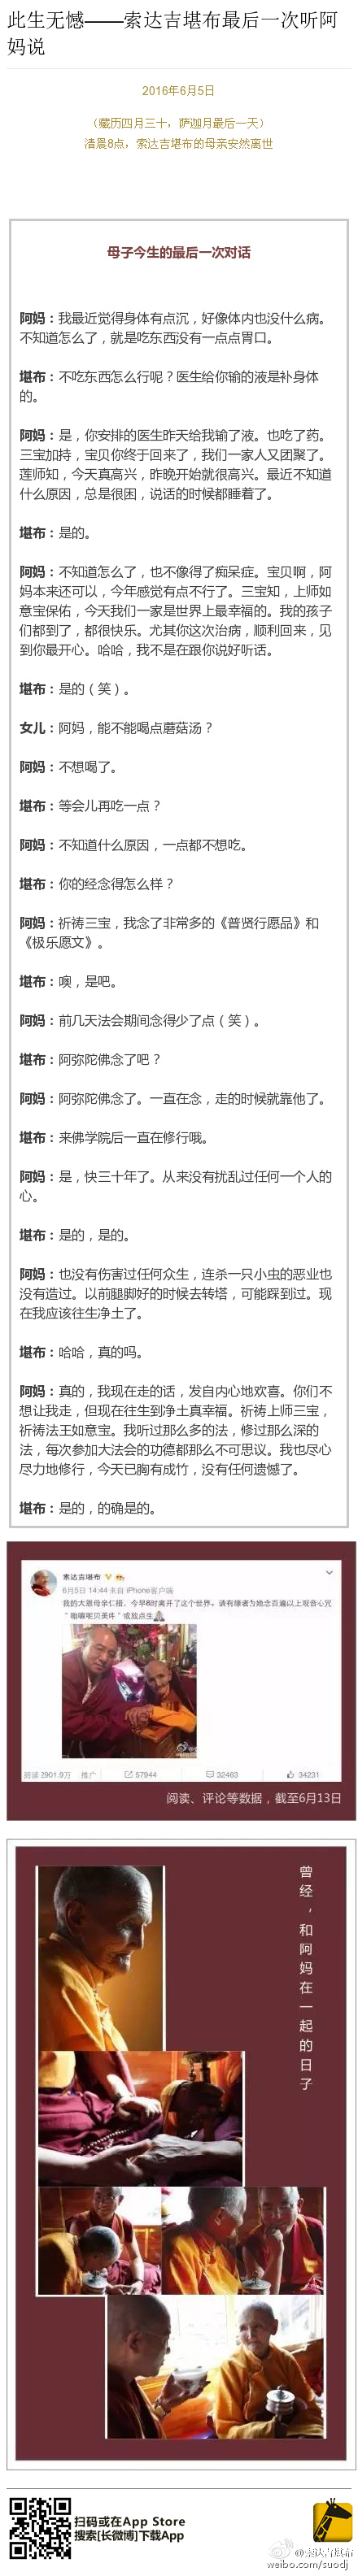 此生无憾——索达吉堪布最后一次听阿
妈说
2016年6月5日
（藏历四月三十，萨迦月最后一天）
清晨8点，索达吉堪布的母亲安然离世
母子今生的最后一次对话
阿妈：我最近觉得身体有点沉，好像体内也没什么病。
不知道怎么了，就是吃东西没有一点点胃口。
堪布：不吃东西怎么行呢？医生给你输的液是补身体
的。
阿妈：是，你安排的医生昨天给我输了液。也吃了药。
三宝加持，宝贝你终于回来了，我们一家人又团聚了。
莲师知，今天真高兴，昨晚开始就很高兴。最近不知道
什么原因，总是很困，说话的时候都睡着了。
堪布：是的。
阿妈：不知道怎么了，也不像得了痴呆症。宝贝啊，阿
妈本来还可以，今年感觉有点不行了。三宝知，上师如
意宝保佑，今天我们一家是世界上最幸福的。我的孩子
们都到了，都很快乐。尤其你这次治病，顺利回来，见
到你最开心。哈哈，我不是在跟你说好听话。
堪布：是的（笑）。
女儿：阿妈，能不能喝点蘑菇汤？
阿妈：不想喝了。
堪布：等会儿再吃一点？
阿妈：不知道什么原因，一点都不想吃。
堪布：你的经念得怎么样？
阿妈：祈祷三宝，我念了非常多的《普贤行愿品》和
《极乐愿文》。
堪布：噢，是吧。
阿妈：前几天法会期间念得少了点（笑）。
堪布：阿弥陀佛念了吧？
阿妈：阿弥陀佛念了。一直在念，走的时候就靠他了。
堪布：来佛学院后一直在修行哦。
阿妈：是，快三十年了。从来没有扰乱过任何一个人的
心。
堪布：是的，是的。
阿妈：也没有伤害过任何众生，连杀一只小虫的恶业也
没有造过。以前腿脚好的时候去转塔，可能踩到过。现
在我应该往生净土了。
堪布：哈哈，真的吗。
阿妈：真的，我现在走的话，发自内心地欢喜。你们不
想让我走，但现在往生到净土真幸福。祈祷上师三宝，
祈祷法王如意宝。我听过那么多的法，修过那么深的
法，每次参加大法会的功德都那么不可思议。我也尽心
尽力地修行，今天已胸有成竹，没有任何遗憾了。
堪布：是的，的确是的。
索达吉堪布
6月5日 14:44 来自 iPhone客户端
我的大恩母亲仁措，今早8时离开了这个世界。请有缘者为她念百遍以上观音心咒
＂嗡嘛呢贝美吽＂或放点生
阅读 2901.9万 推广 57944 32463 34231
阅读、评论等数据，截至6月13日
曾经，和阿妈在一起的日子
扫码或在App Store
搜索[长微博]下载App
@索达吉堪布
weibo.com/suodj